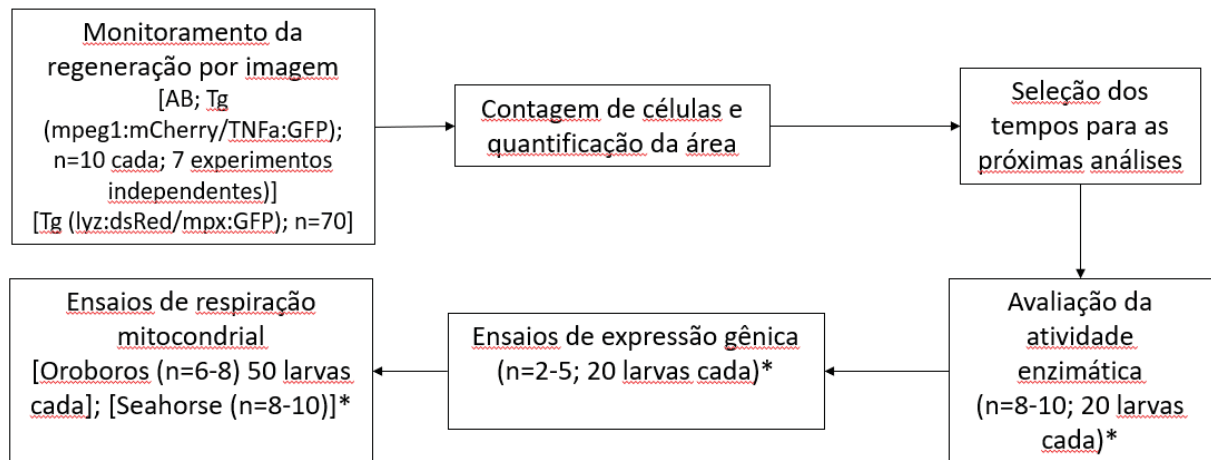 Monitoramento da
regeneração por imagem
[AB; Tg
(mpeg1:mCherry/TNFa:GFP);
n=10 cada; 7 experimentos
independentes)]
[Tg (lyz:dsRed/mpx:GFP); n=70]
Contagem de células e
quantificação da área
Seleção dos
tempos para as
próximas análises
Avaliação da
atividade
enzimática
(n=8-10; 20 larvas
cada)*
Ensaios de expressão gênica
(n=2-5; 20 larvas cada)*
Ensaios de respiração
mitocondrial
[Oroboros (n=6-8) 50 larvas
cada]; [Seahorse (n=8-10)]*